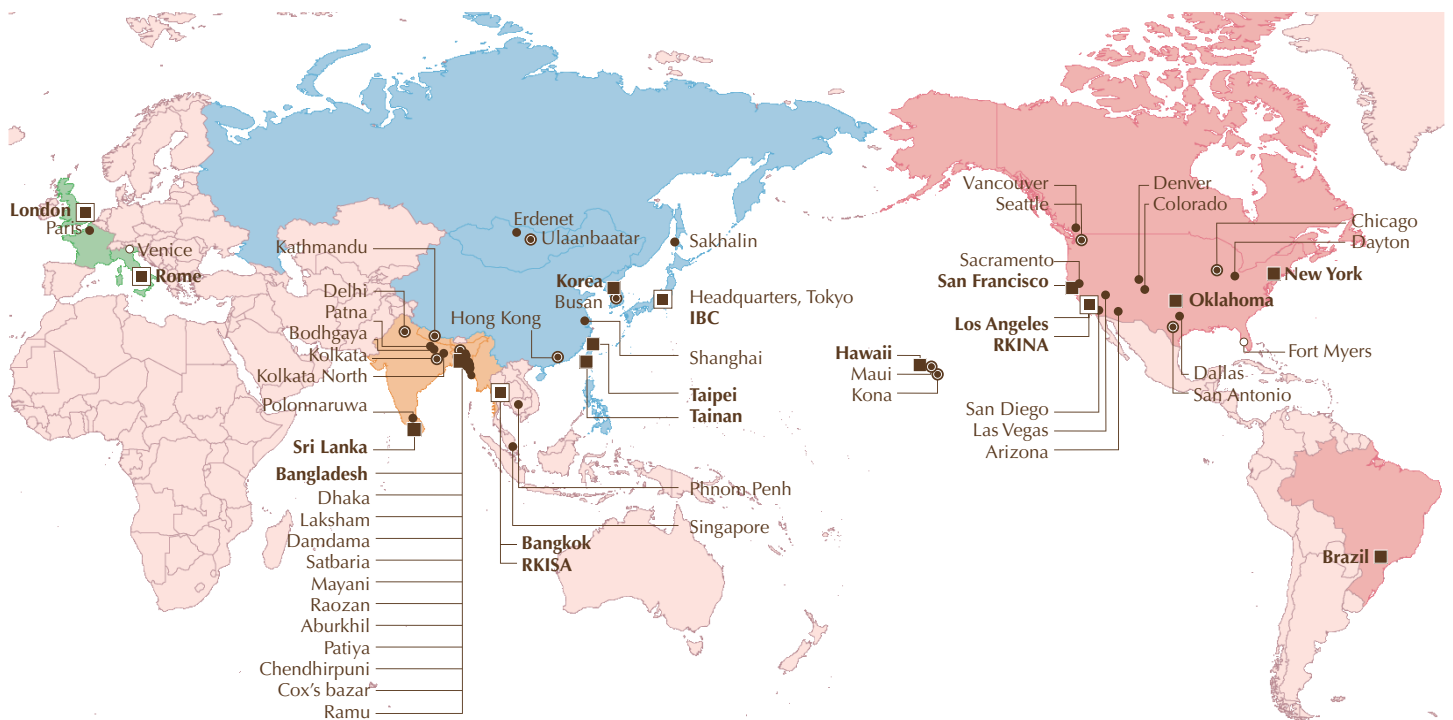 London
Paris
Venice
Rome
Kathmandu
Delhi
Patna
Bodhgaya
Kolkata
Kolkata North
Polonnaruwa
Sri Lanka
Bangladesh
Dhaka
Laksham
Damdama
Satbaria
Mayani
Raozan
Aburkhil
Patiya
Chendhirpuni
Cox's bazar
Ramu
Erdenet
Ulaanbaatar
Sakhalin
Korea
Busan
Headquarters, Tokyo
IBC
Hong Kong
Shanghai
Taipei
Tainan
Phnom Penh
Singapore
Bangkok
RKISA
Hawaii
Maui
Kona
Vancouver
Seattle
Sacramento
San Francisco
Los Angeles
RKINA
San Diego
Las Vegas
Arizona
Denver
Colorado
Chicago
Dayton
New York
Oklahoma
Fort Myers
Dallas
San Antonio
Brazil